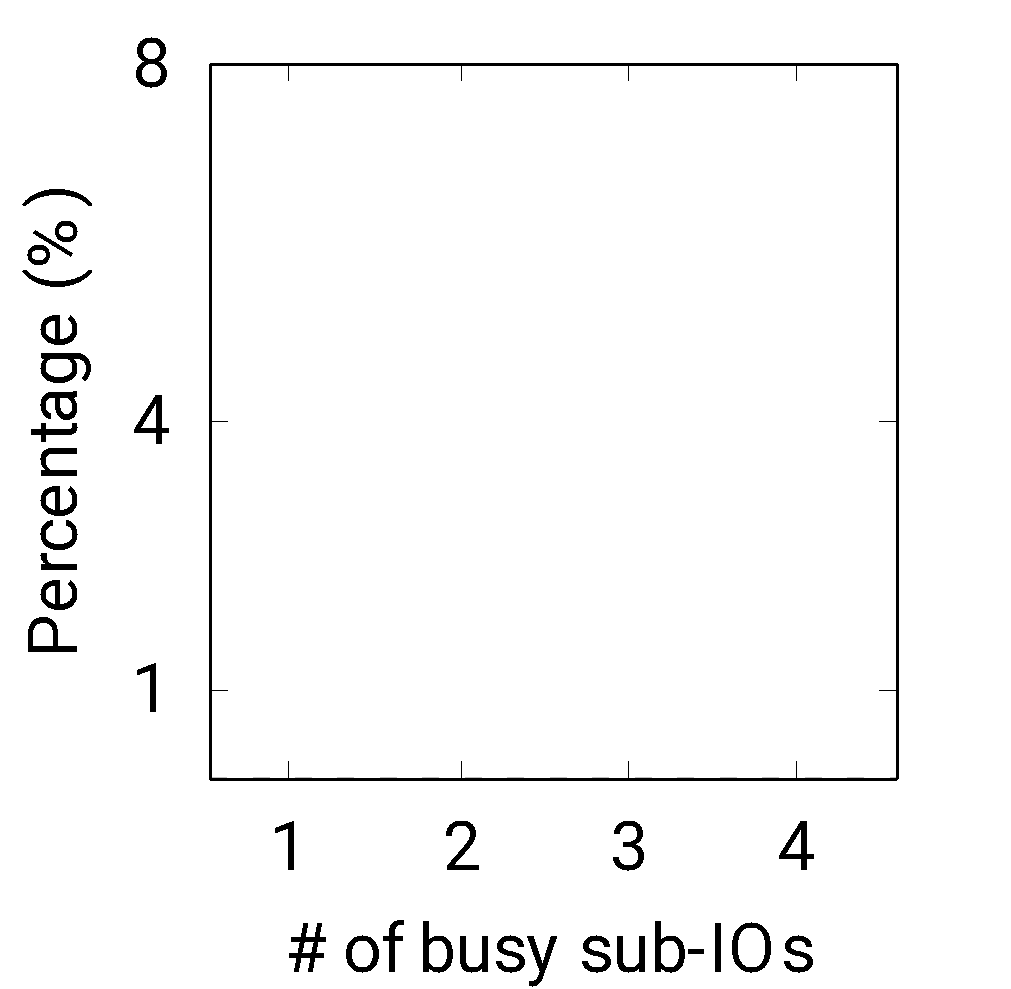 8
4
1
Percentage (%)
1 2 3 4
# of busy sub-IOs